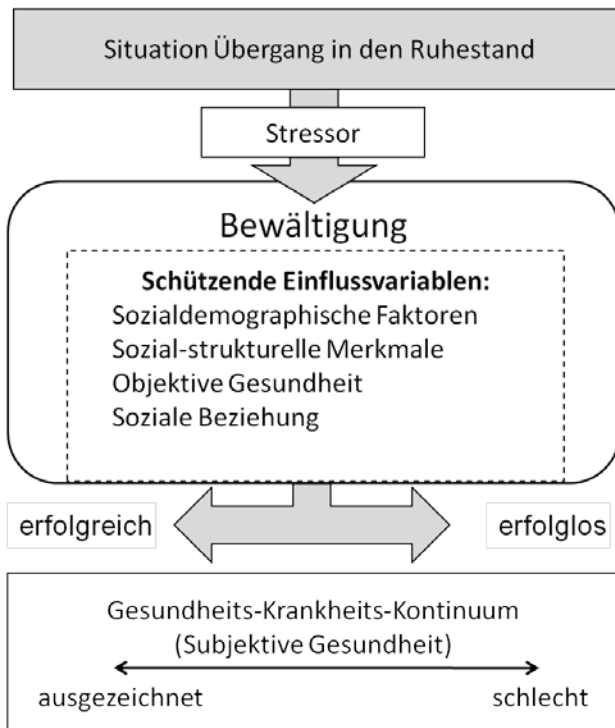 Situation Übergang in den Ruhestand
Stressor
Bewältigung
Schützende Einflussvariablen:
Sozialdemographische Faktoren
Sozial-strukturelle Merkmale
Objektive Gesundheit
Soziale Beziehung
erfolgreich
erfolglos
Gesundheits-Krankheits-Kontinuum
(Subjektive Gesundheit)
ausgezeichnet
schlecht